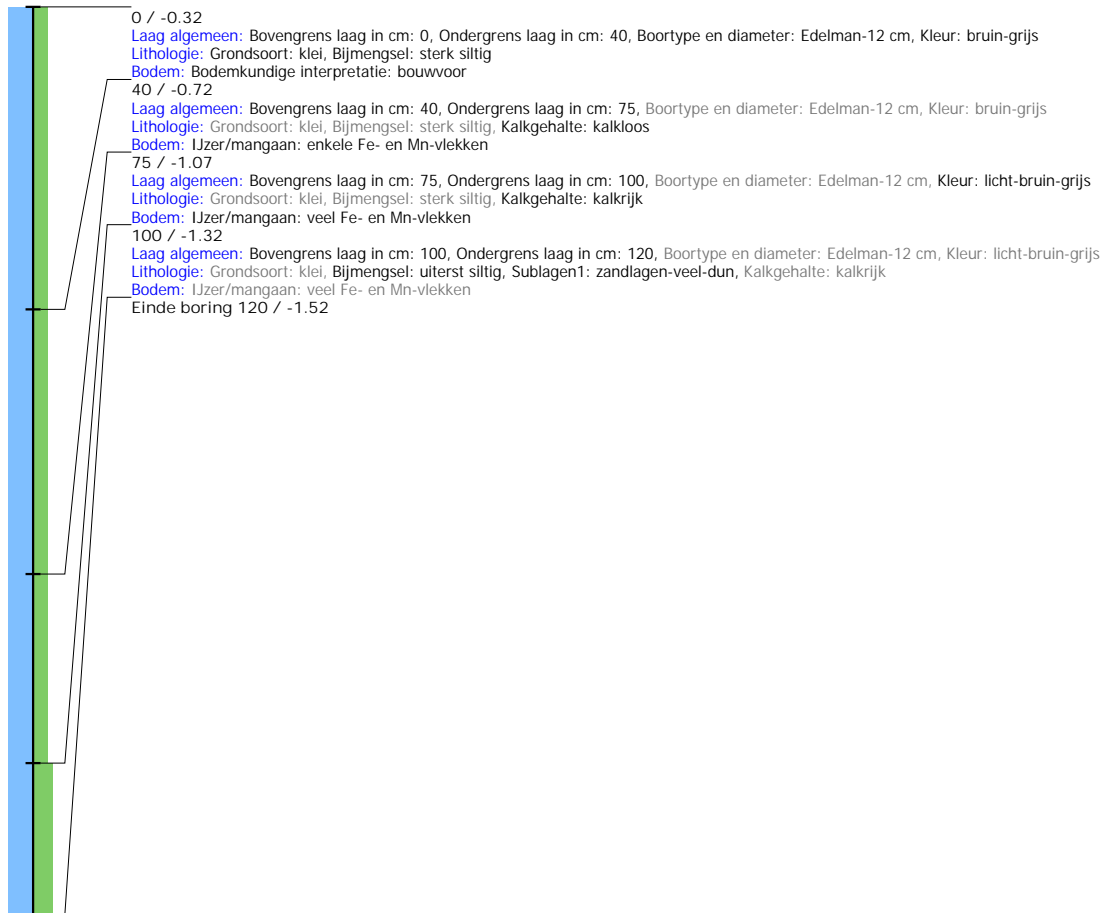 0 / -0.32
Laag algemeen: Bovengrens laag in cm: 0, Ondergrens laag in cm: 40, Boortype en diameter: Edelman-12 cm, Kleur: bruin-grijs
Lithologie: Grondsoort: klei, Bijmengsel: sterk siltig
Bodem: Bodemkundige interpretatie: bouwvoor
40 / -0.72
Laag algemeen: Bovengrens laag in cm: 40, Ondergrens laag in cm: 75, Boortype en diameter: Edelman-12 cm, Kleur: bruin-grijs
Lithologie: Grondsoort: klei, Bijmengsel: sterk siltig, Kalkgehalte: kalkloos
Bodem: IJzer/mangaan: enkele Fe- en Mn-vlekken
75 / -1.07
Laag algemeen: Bovengrens laag in cm: 75, Ondergrens laag in cm: 100, Boortype en diameter: Edelman-12 cm, Kleur: licht-bruin-grijs
Lithologie: Grondsoort: klei, Bijmengsel: sterk siltig, Kalkgehalte: kalkrijk
Bodem: IJzer/mangaan: veel Fe- en Mn-vlekken
100 / -1.32
Laag algemeen: Bovengrens laag in cm: 100, Ondergrens laag in cm: 120, Boortype en diameter: Edelman-12 cm, Kleur: licht-bruin-grijs
Lithologie: Grondsoort: klei, Bijmengsel: uiterst siltig, Sublagen1: zandlagen-veel-dun, Kalkgehalte: kalkrijk
Bodem: IJzer/mangaan: veel Fe- en Mn-vlekken
Einde boring 120 / -1.52